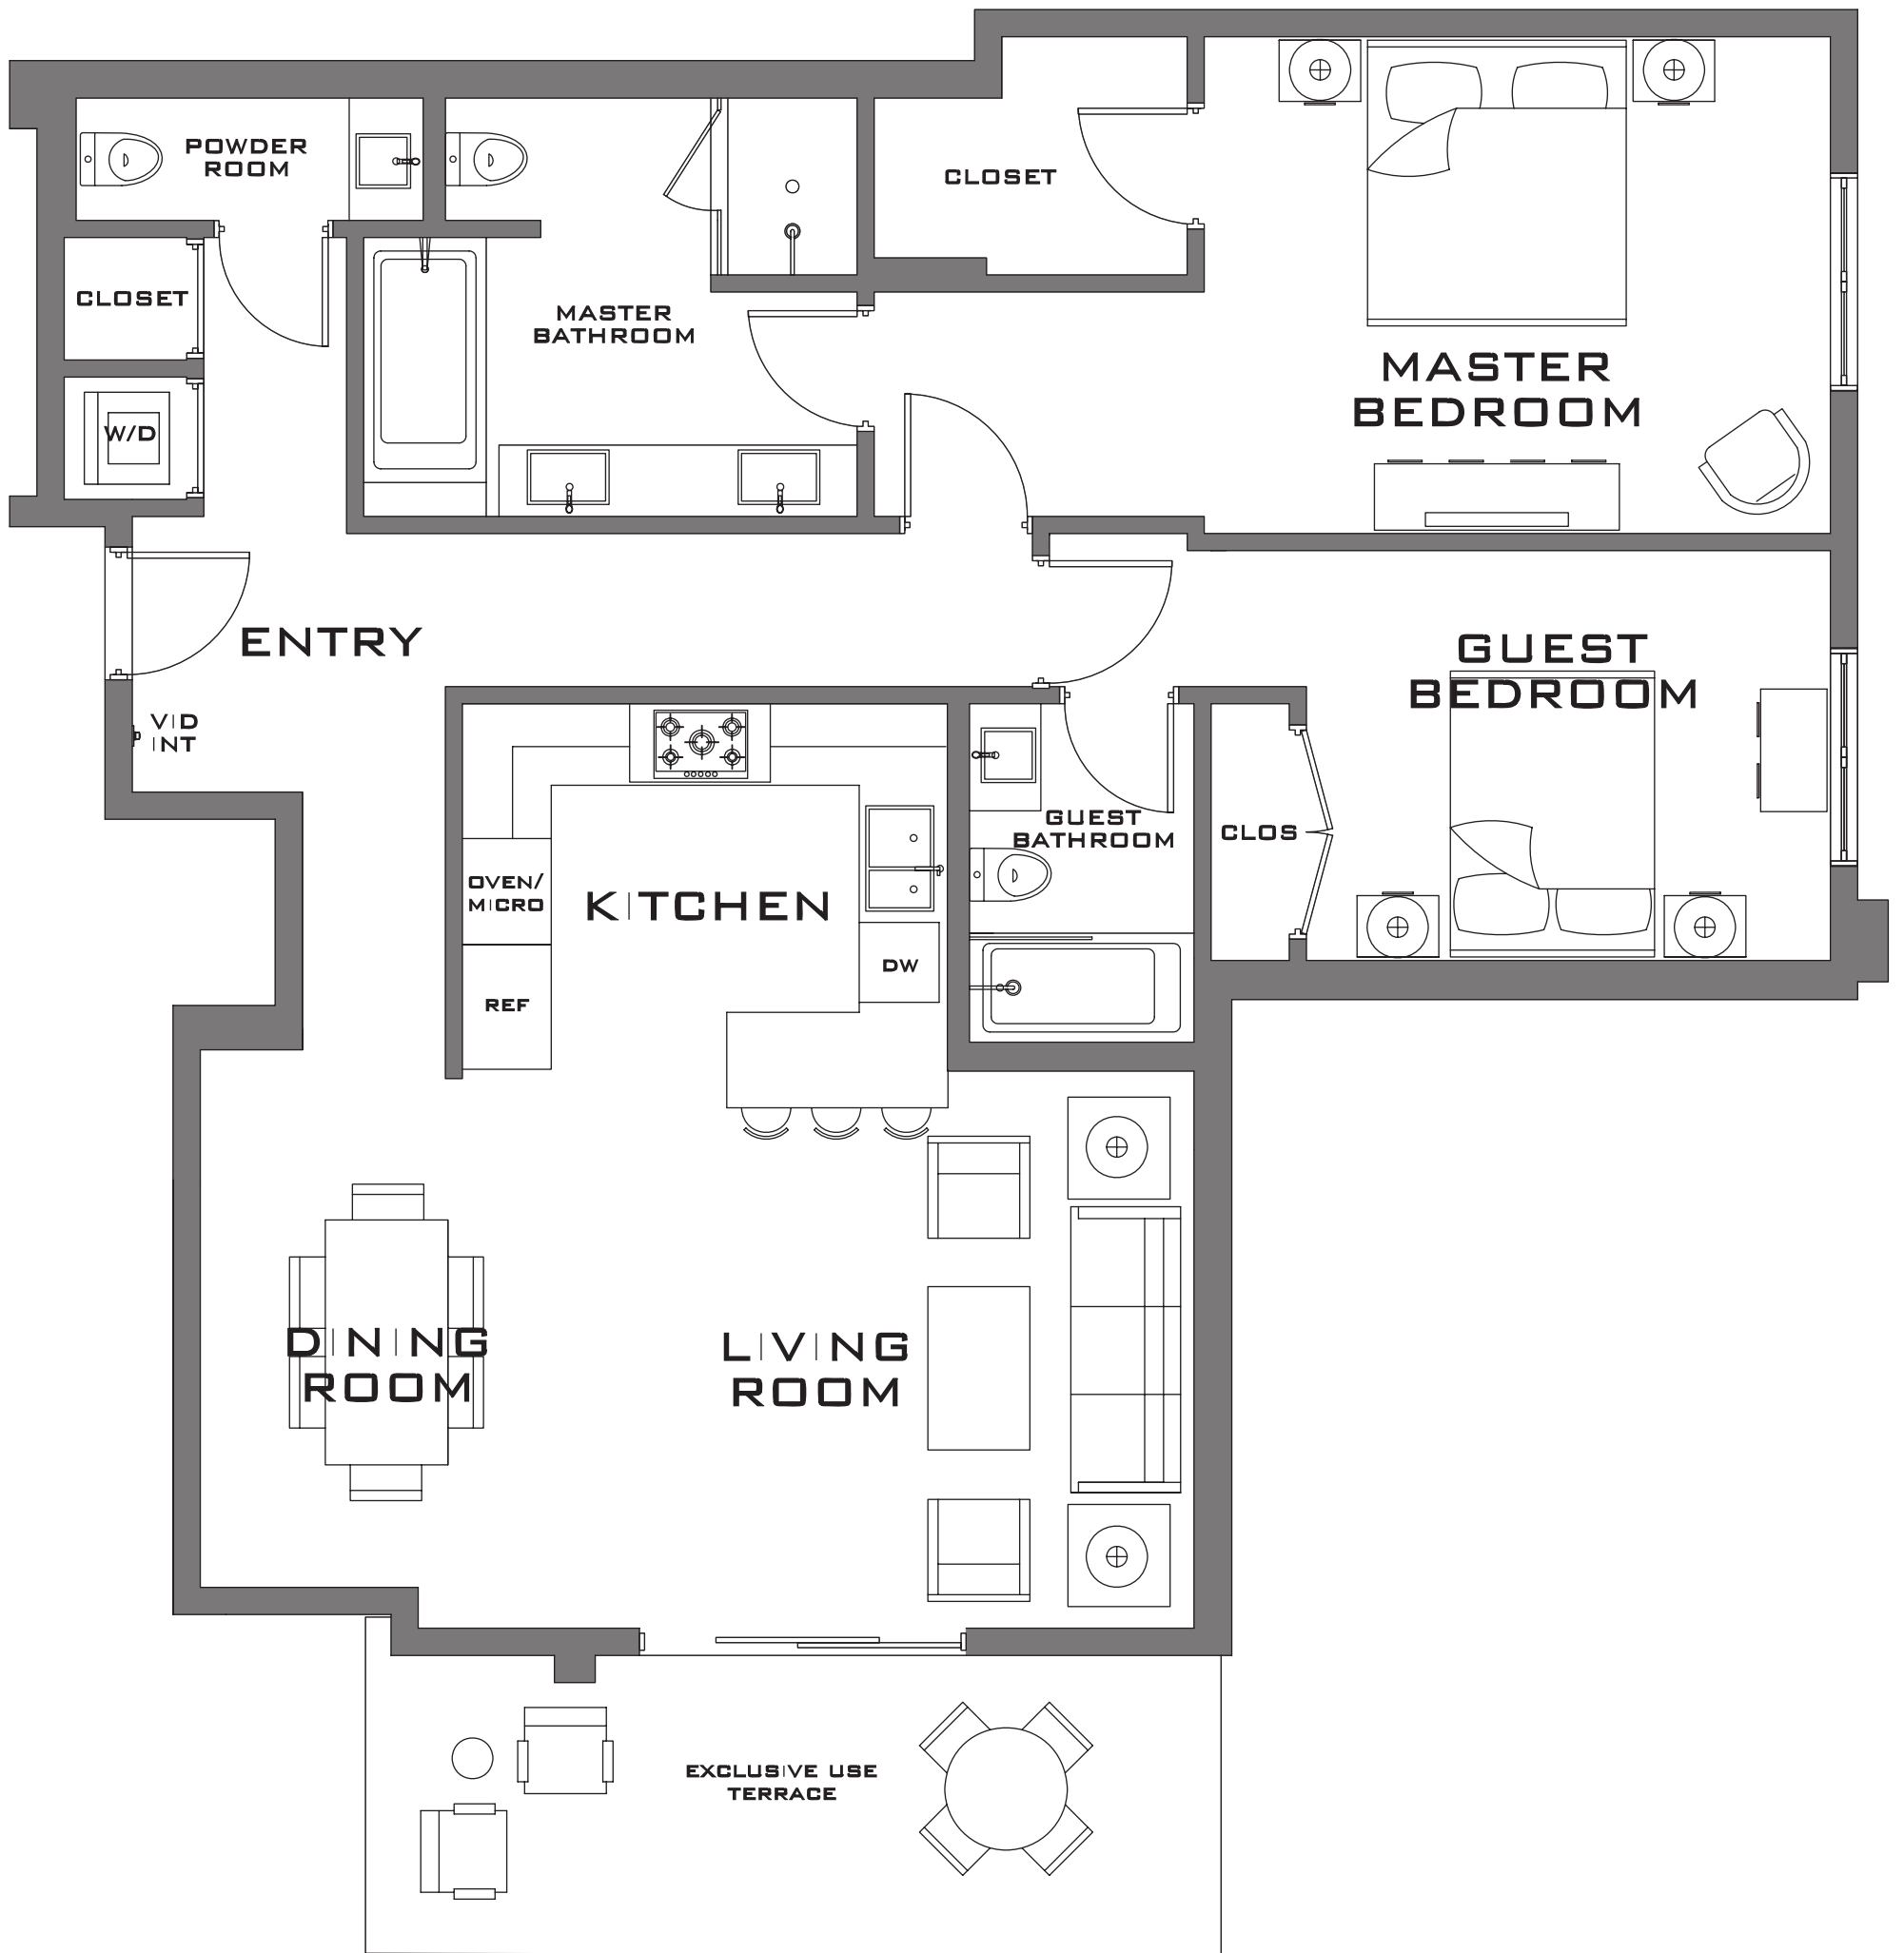 POWDER
ROOM
CLOSET
CLOSET
MASTER
BATHROOM
MASTER
BEDROOM
W/D
ENTRY
GUEST
BEDROOM
VID
INT
GUEST
BATHROOM
CLOS
OVEN/
MICRO
KITCHEN
DW
REF
DINING
ROOM
LIVING
ROOM
EXCLUSIVE USE
TERRACE